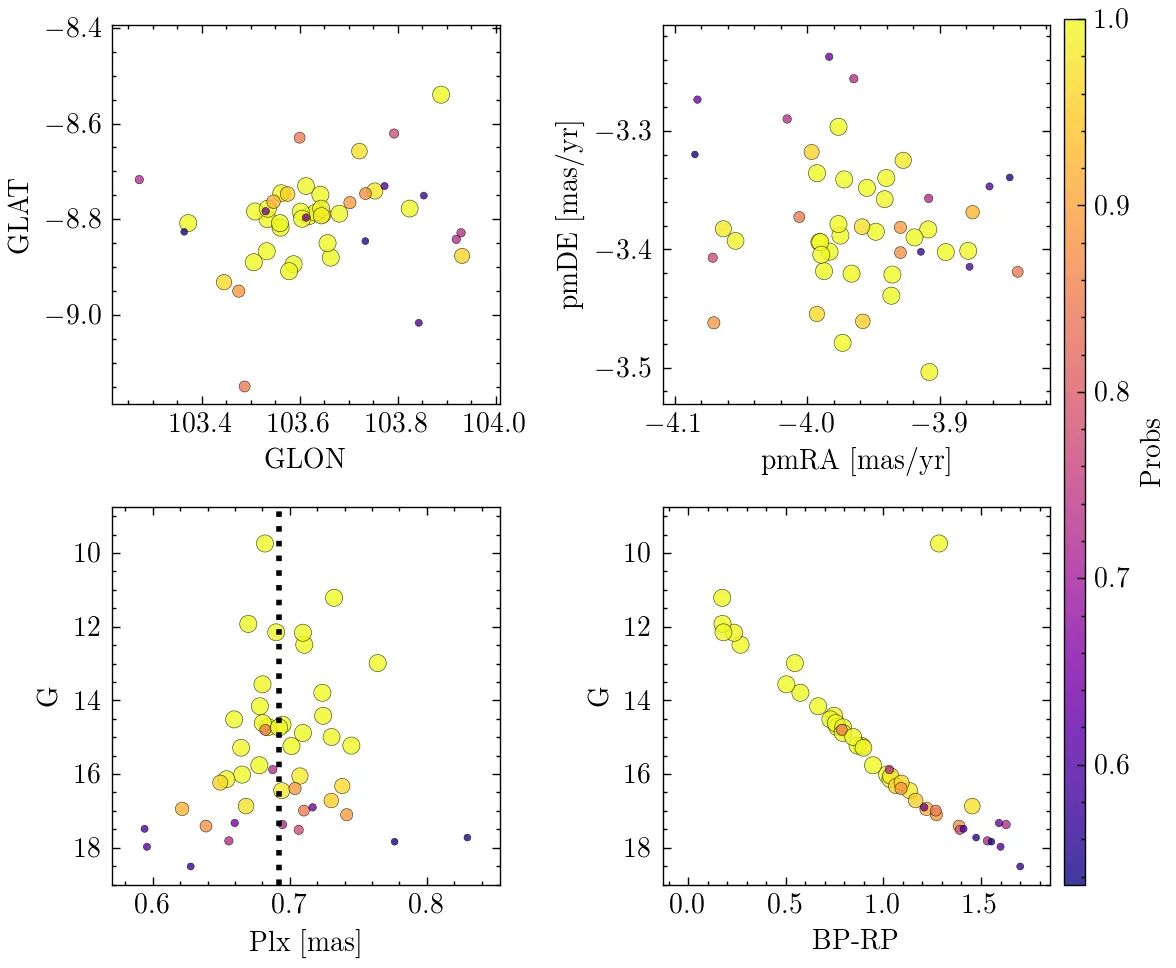 −8.4
−8.6
−8.8
−9.0
GLAT
103.4 103.6 103.8 104.0
GLON
−3.3
−3.4
−3.5
pmDE [mas/yr]
−4.1 −4.0 −3.9
pmRA [mas/yr]
10
12
14
16
18
G
0.6 0.7 0.8
Plx [mas]
10
12
14
16
18
G
0.0 0.5 1.0 1.5
BP-RP
1.0
0.9
0.8
0.7
0.6
Probs